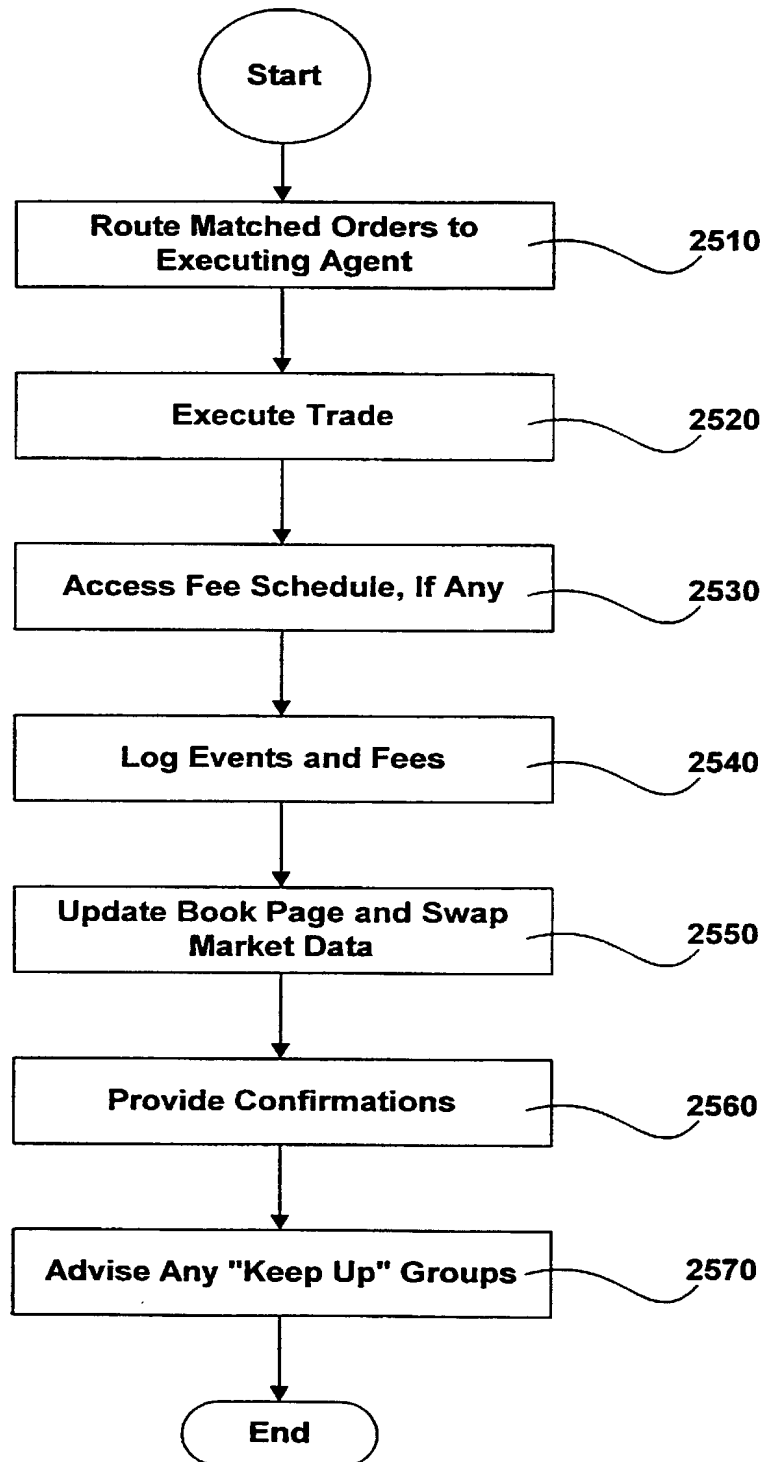 Start
Route Matched Orders to
Executing Agent
2510
Execute Trade
2520
Access Fee Schedule, If Any
2530
Log Events and Fees
2540
Update Book Page and Swap
Market Data
2550
Provide Confirmations
2560
Advise Any "Keep Up" Groups
2570
End